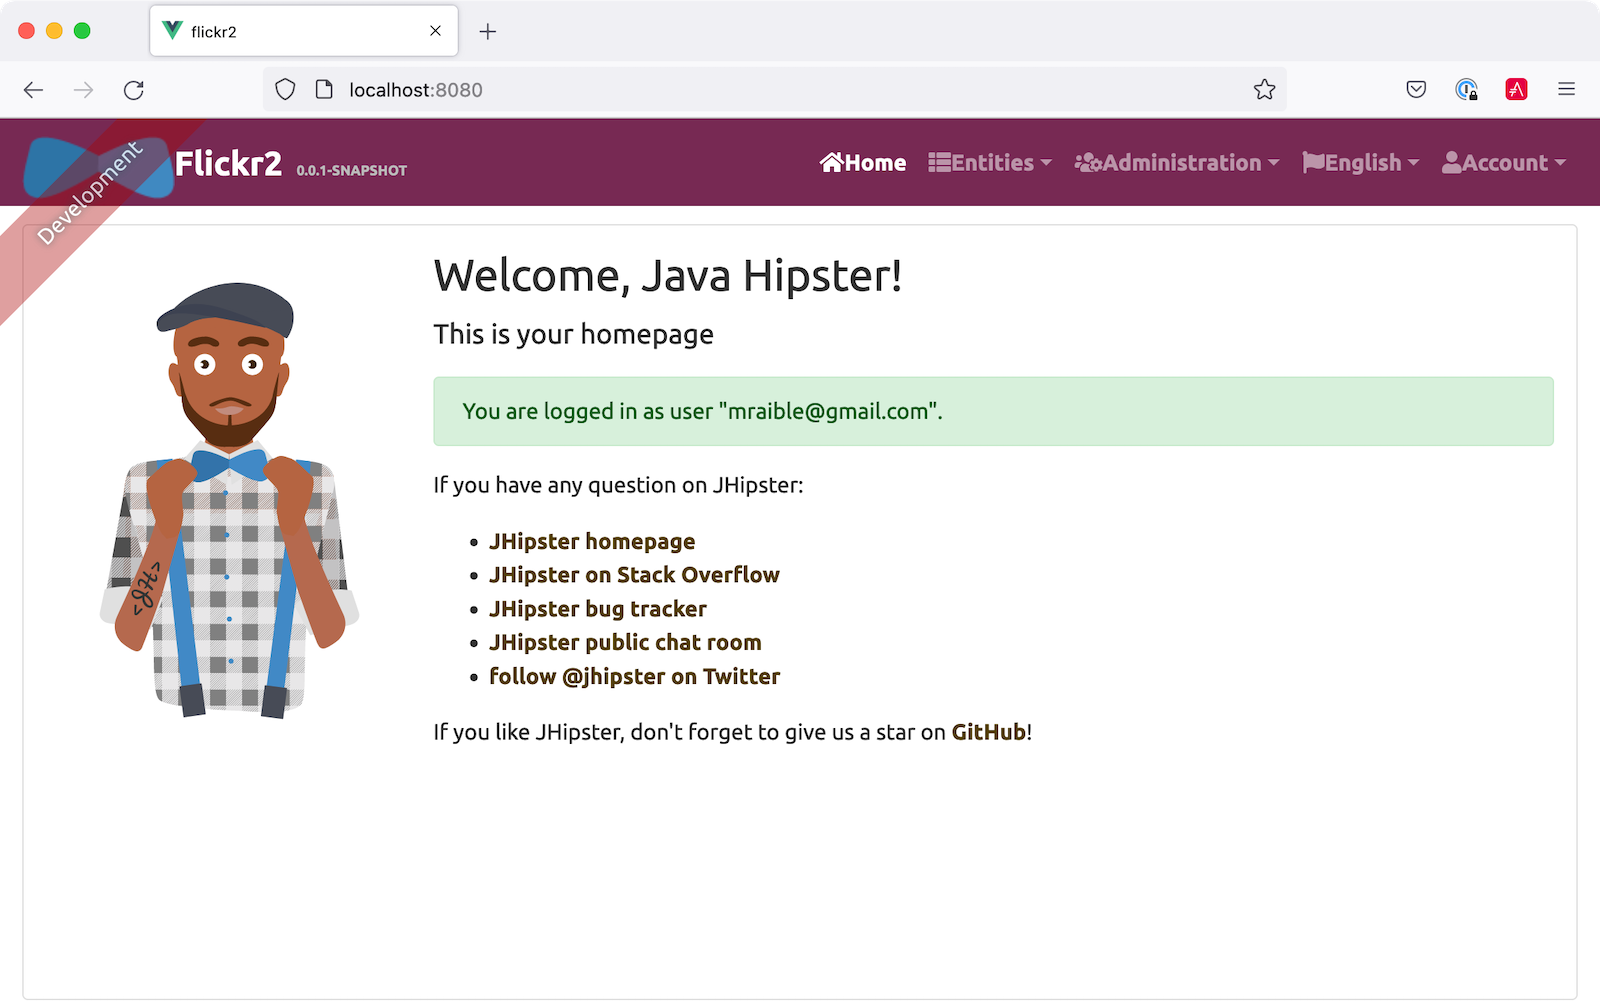 flickr2
localhost:8080
Development
Flickr2 0.0.1-SNAPSHOT
Home Entities Administration English Account
Welcome, Java Hipster!
This is your homepage
You are logged in as user "mraible@gmail.com".
If you have any question on JHipster:
• JHipster homepage
• JHipster on Stack Overflow
• JHipster bug tracker
• JHipster public chat room
• follow @jhipster on Twitter
If you like JHipster, don't forget to give us a star on GitHub!
<JH>